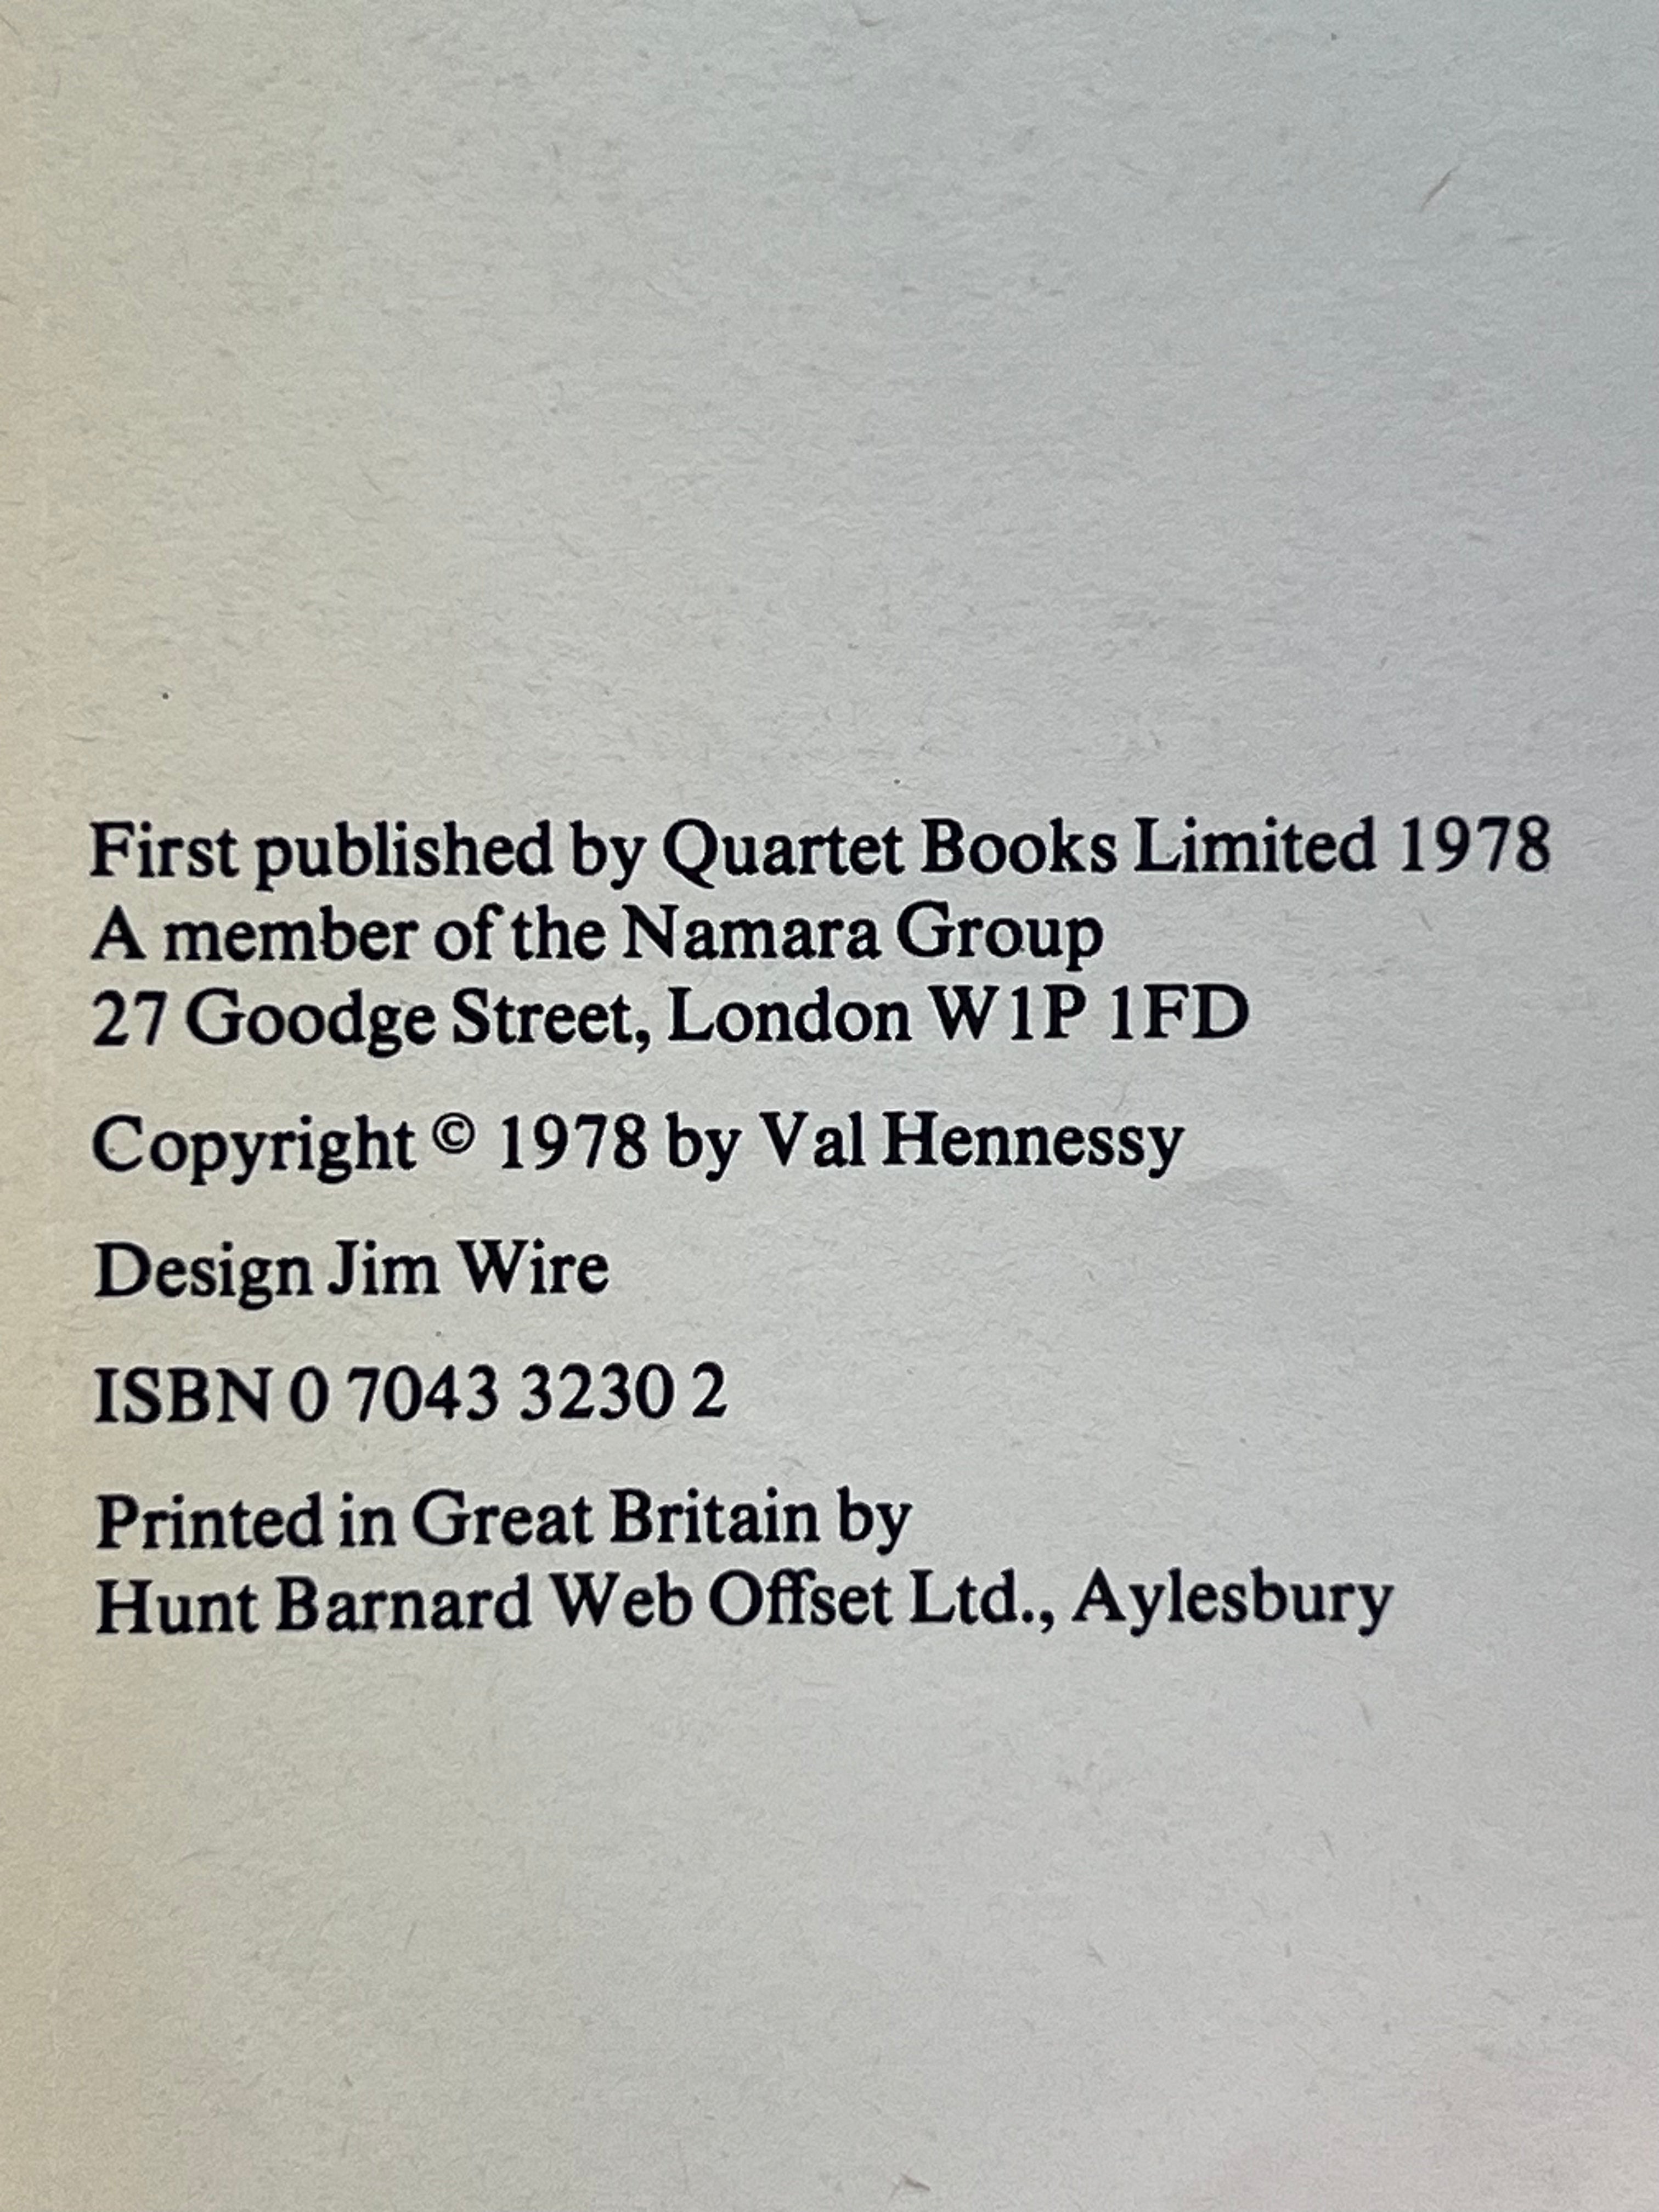 First published by Quartet Books Limited 1978
A member of the Namara Group
27 Goodge Street, London W1P 1FD
Copyright © 1978 by Val Hennessy
Design Jim Wire
ISBN 0 7043 3230 2
Printed in Great Britain by
Hunt Barnard Web Offset Ltd., Aylesbury